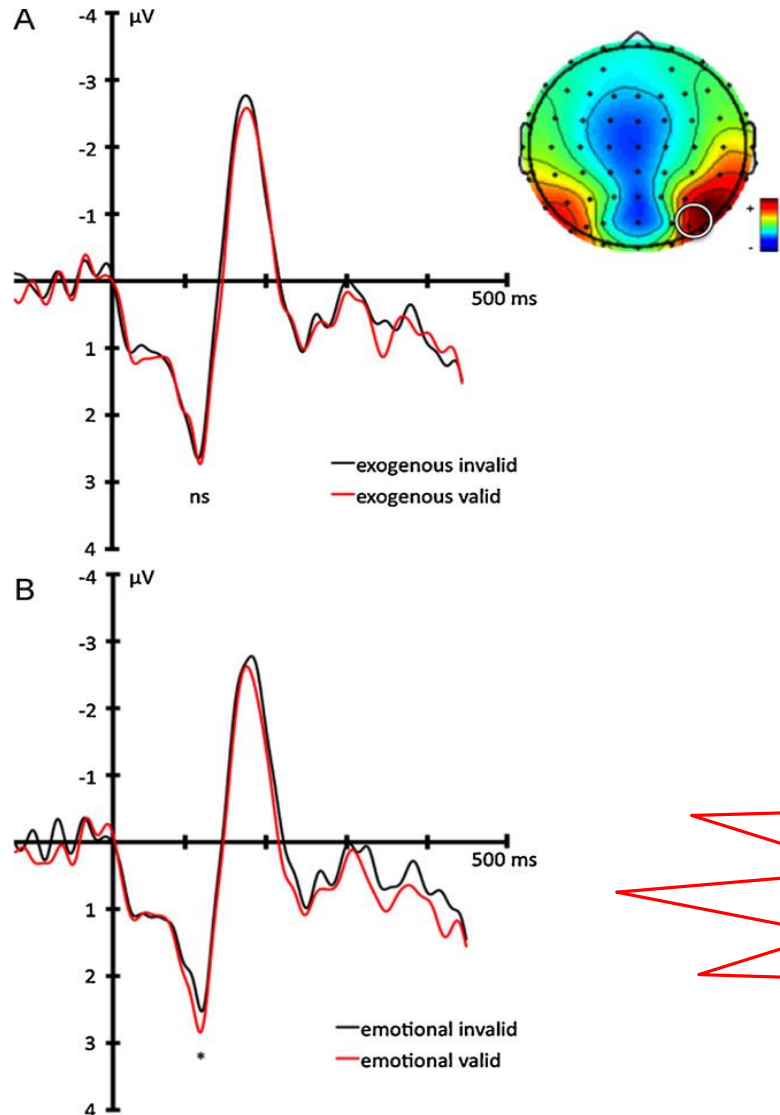 A
-4
µV
-3
-2
-1
500 ms
1
2
3
4
ns
exogenous invalid
exogenous valid
+
-
B
-4
µV
-3
-2
-1
500 ms
1
2
3
4
*
emotional invalid
emotional valid